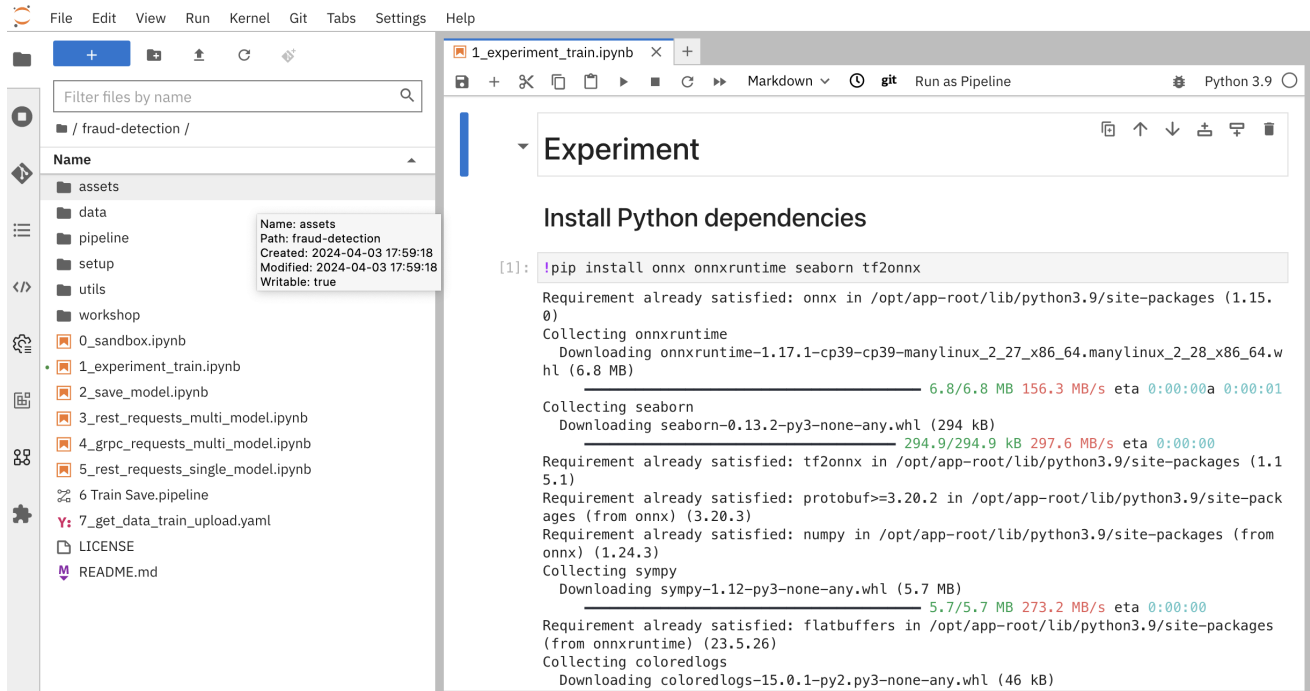 File Edit View Run Kernel Git Tabs Settings Help
Filter files by name
/ fraud-detection /
Name
assets
data
pipeline
setup
utils
workshop
0_sandbox.ipynb
1_experiment_train.ipynb
2_save_model.ipynb
3_rest_requests_multi_model.ipynb
4_grpc_requests_multi_model.ipynb
5_rest_requests_single_model.ipynb
6 Train Save.pipeline
Y: 7_get_data_train_upload.yaml
LICENSE
M README.md
Name: assets
Path: fraud-detection
Created: 2024-04-03 17:59:18
Modified: 2024-04-03 17:59:18
Writable: true
1_experiment_train.ipynb
Markdown git Run as Pipeline Python 3.9
Experiment
Install Python dependencies
[1]: !pip install onnx onnxruntime seaborn tf2onnx
Requirement already satisfied: onnx in /opt/app-root/lib/python3.9/site-packages (1.15.
0)
Collecting onnxruntime
Downloading onnxruntime-1.17.1-cp39-cp39-manylinux_2_27_x86_64.manylinux_2_28_x86_64.w
hl (6.8 MB)
6.8/6.8 MB 156.3 MB/s eta 0:00:00a 0:00:01
Collecting seaborn
Downloading seaborn-0.13.2-py3-none-any.whl (294 kB)
294.9/294.9 kB 297.6 MB/s eta 0:00:00
Requirement already satisfied: tf2onnx in /opt/app-root/lib/python3.9/site-packages (1.1
5.1)
Requirement already satisfied: protobuf>=3.20.2 in /opt/app-root/lib/python3.9/site-pack
ages (from onnx) (3.20.3)
Requirement already satisfied: numpy in /opt/app-root/lib/python3.9/site-packages (from
onnx) (1.24.3)
Collecting sympy
Downloading sympy-1.12-py3-none-any.whl (5.7 MB)
5.7/5.7 MB 273.2 MB/s eta 0:00:00
Requirement already satisfied: flatbuffers in /opt/app-root/lib/python3.9/site-packages
(from onnxruntime) (23.5.26)
Collecting coloredlogs
Downloading coloredlogs-15.0.1-py2.py3-none-any.whl (46 kB)